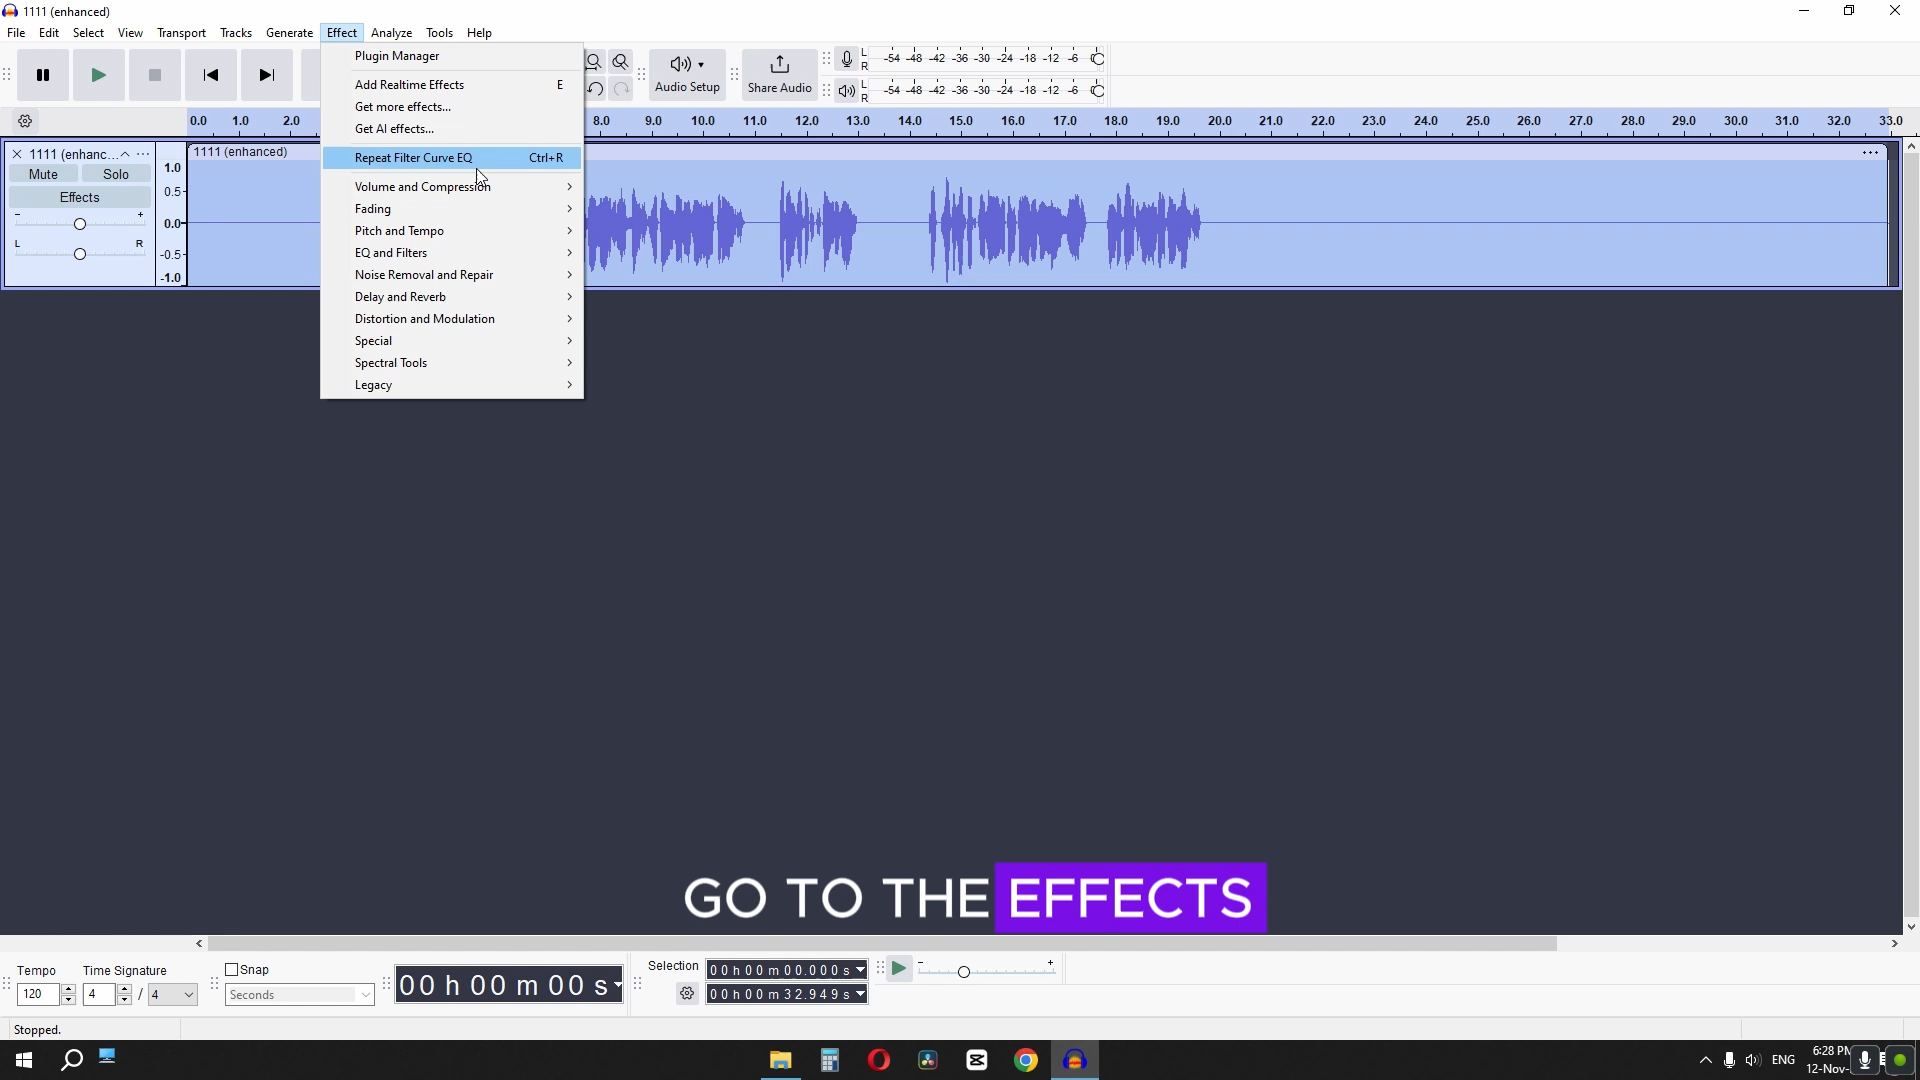 1111 (enhanced)
File Edit Select View Transport Tracks Generate Effect Analyze Tools Help
Plugin Manager
Add Realtime Effects E
Get more effects...
Get AI effects...
Repeat Filter Curve EQ Ctrl+R
Volume and Compression
Fading
Pitch and Tempo
EQ and Filters
Noise Removal and Repair
Delay and Reverb
Distortion and Modulation
Special
Spectral Tools
Legacy
Audio Setup
Share Audio
L
R
-54 -48 -42 -36 -30 -24 -18 -12 -6 0
L
R
-54 -48 -42 -36 -30 -24 -18 -12 -6 0
0.0 1.0 2.0 8.0 9.0 10.0 11.0 12.0 13.0 14.0 15.0 16.0 17.0 18.0 19.0 20.0 21.0 22.0 23.0 24.0 25.0 26.0 27.0 28.0 29.0 30.0 31.0 32.0 33.0
1111 (enhanc...
Mute Solo
Effects
- +
L R
1.0
0.5
0.0
-0.5
-1.0
1111 (enhanced)
GO TO THE EFFECTS
Tempo
120
Time Signature
4 / 4
Snap
Seconds
00 h 00 m 00 s
Selection
00 h 00 m 00.000 s
00 h 00 m 32.949 s
- +
Stopped.
ENG
6:28 PM
12-Nov-